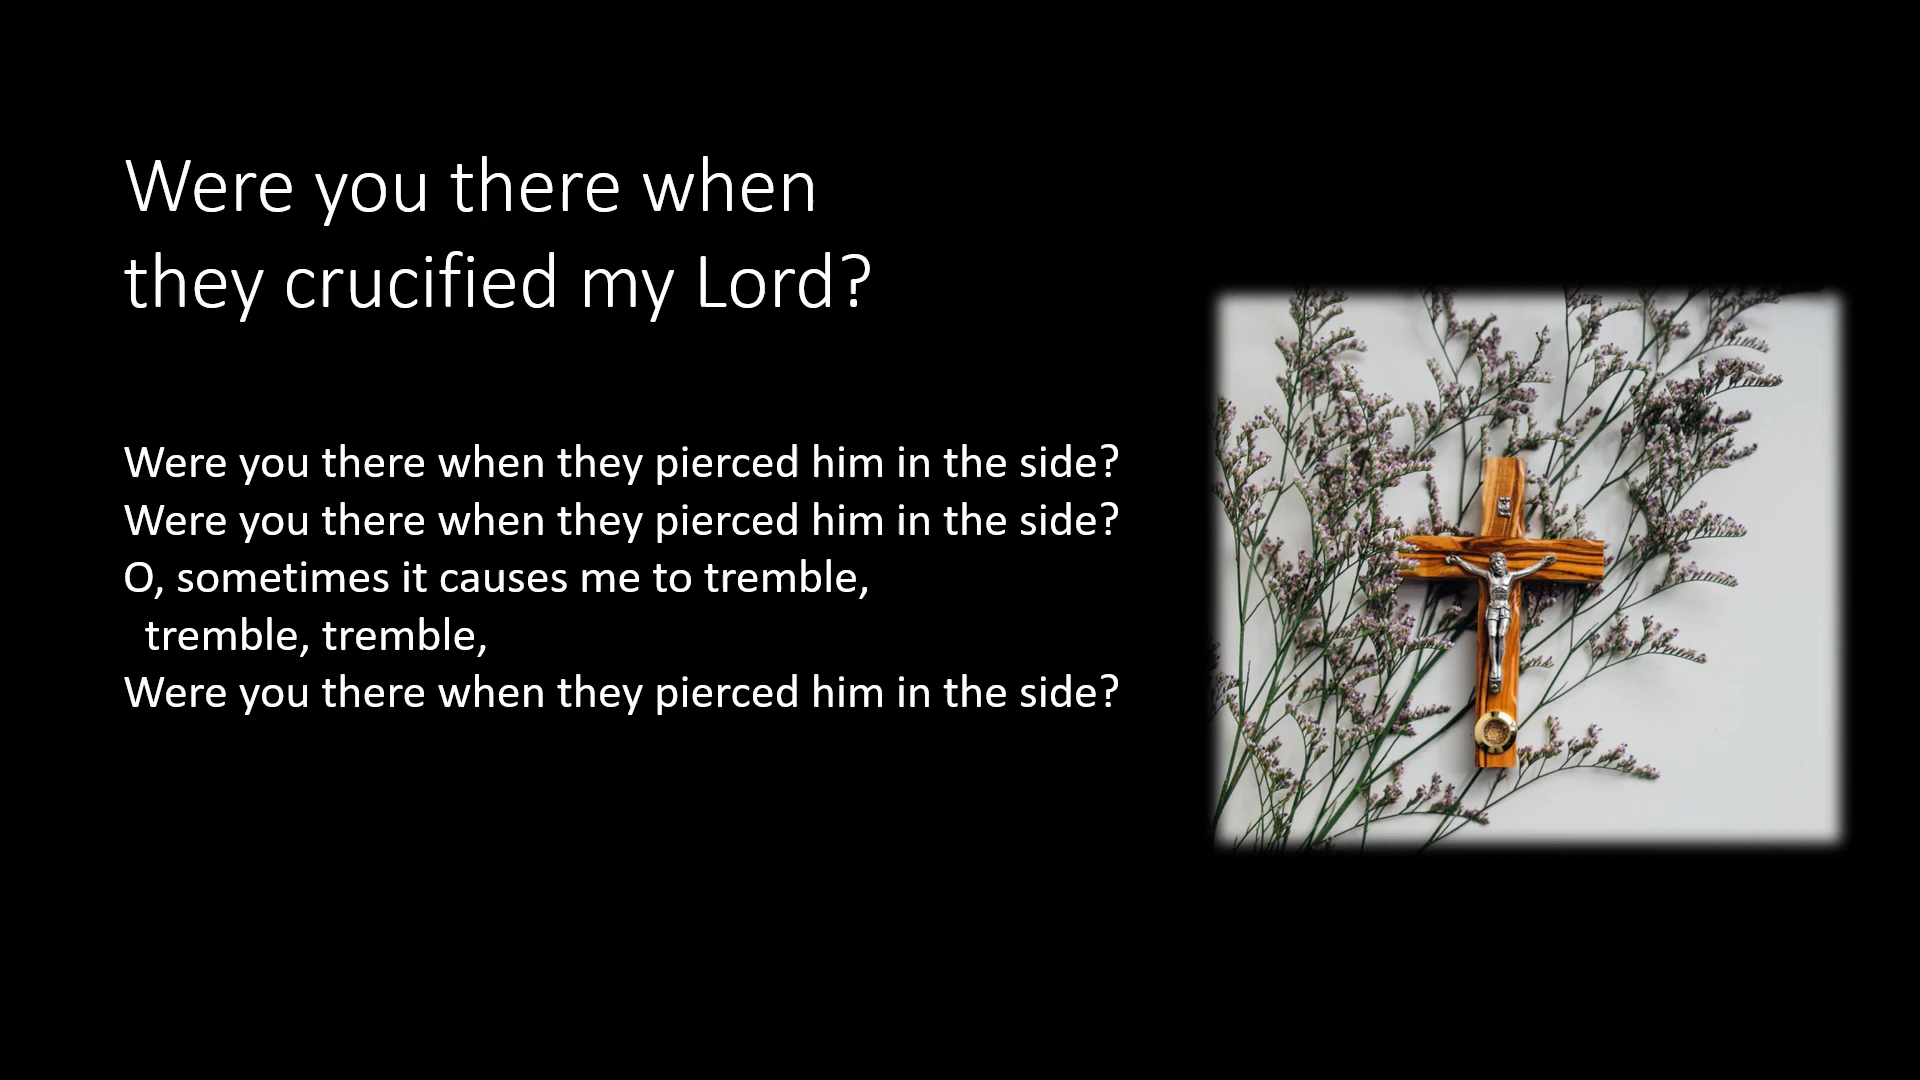 Were you there when
they crucified my Lord?
Were you there when they pierced him in the side?
Were you there when they pierced him in the side?
O, sometimes it causes me to tremble,
tremble, tremble,
Were you there when they pierced him in the side?